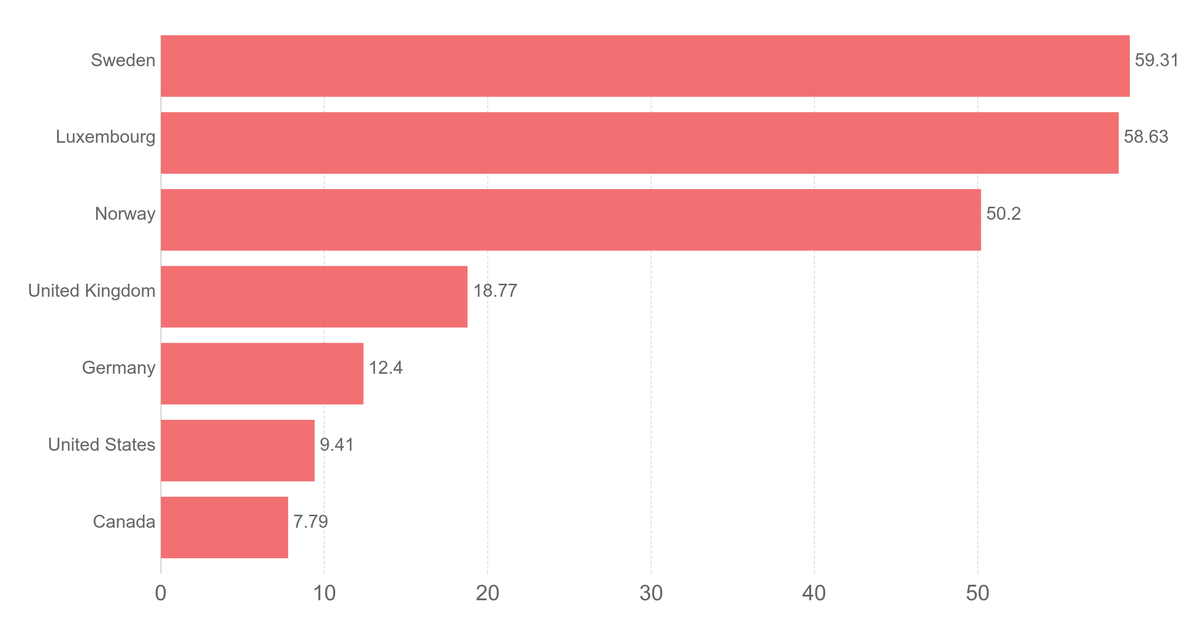 Sweden 59.31
Luxembourg 58.63
Norway 50.2
United Kingdom 18.77
Germany 12.4
United States 9.41
Canada 7.79
0 10 20 30 40 50